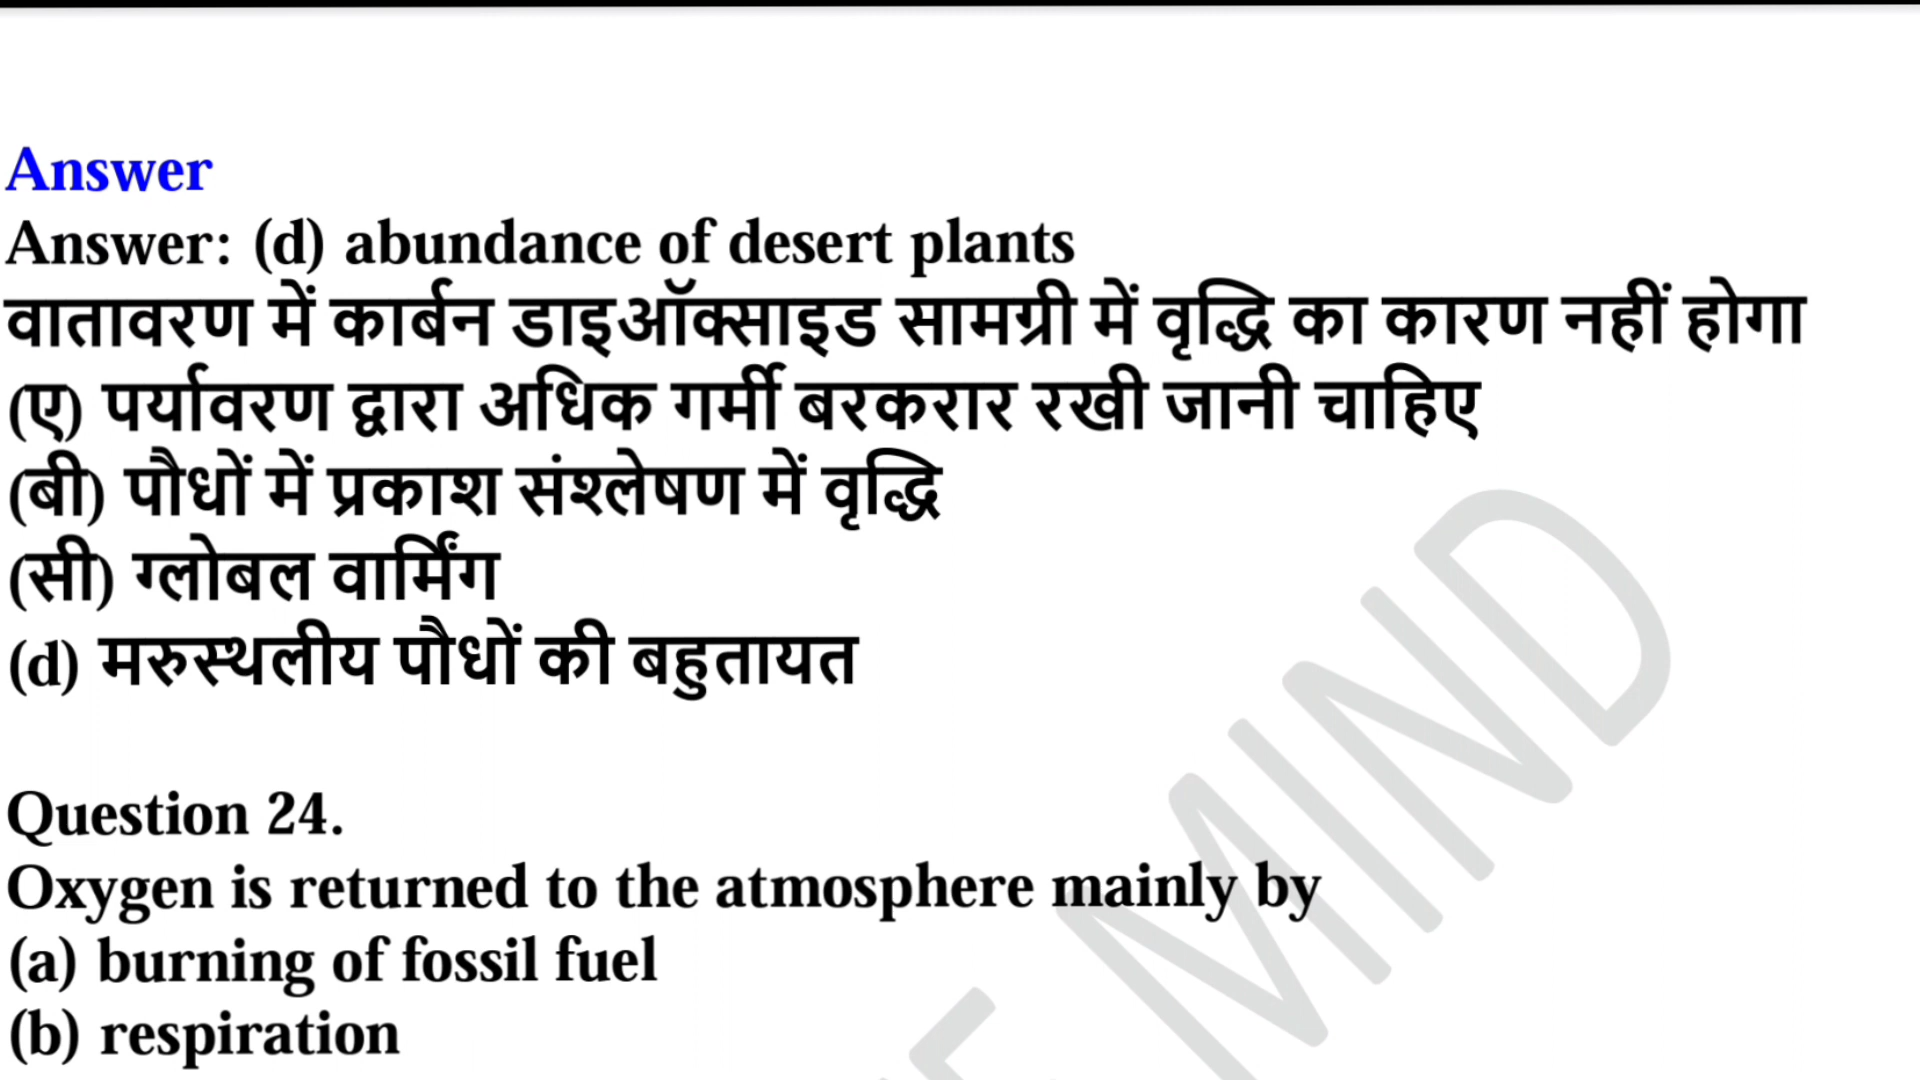 Answer
Answer: (d) abundance of desert plants
वातावरण में कार्बन डाइऑक्साइड सामग्री में वृद्धि का कारण नहीं होगा
(ए) पर्यावरण द्वारा अधिक गर्मी बरकरार रखी जानी चाहिए
(बी) पौधों में प्रकाश संश्लेषण में वृद्धि
(सी) ग्लोबल वार्मिंग
(d) मरुस्थलीय पौधों की बहुतायत
Question 24.
Oxygen is returned to the atmosphere mainly by
(a) burning of fossil fuel
(b) respiration
MIND